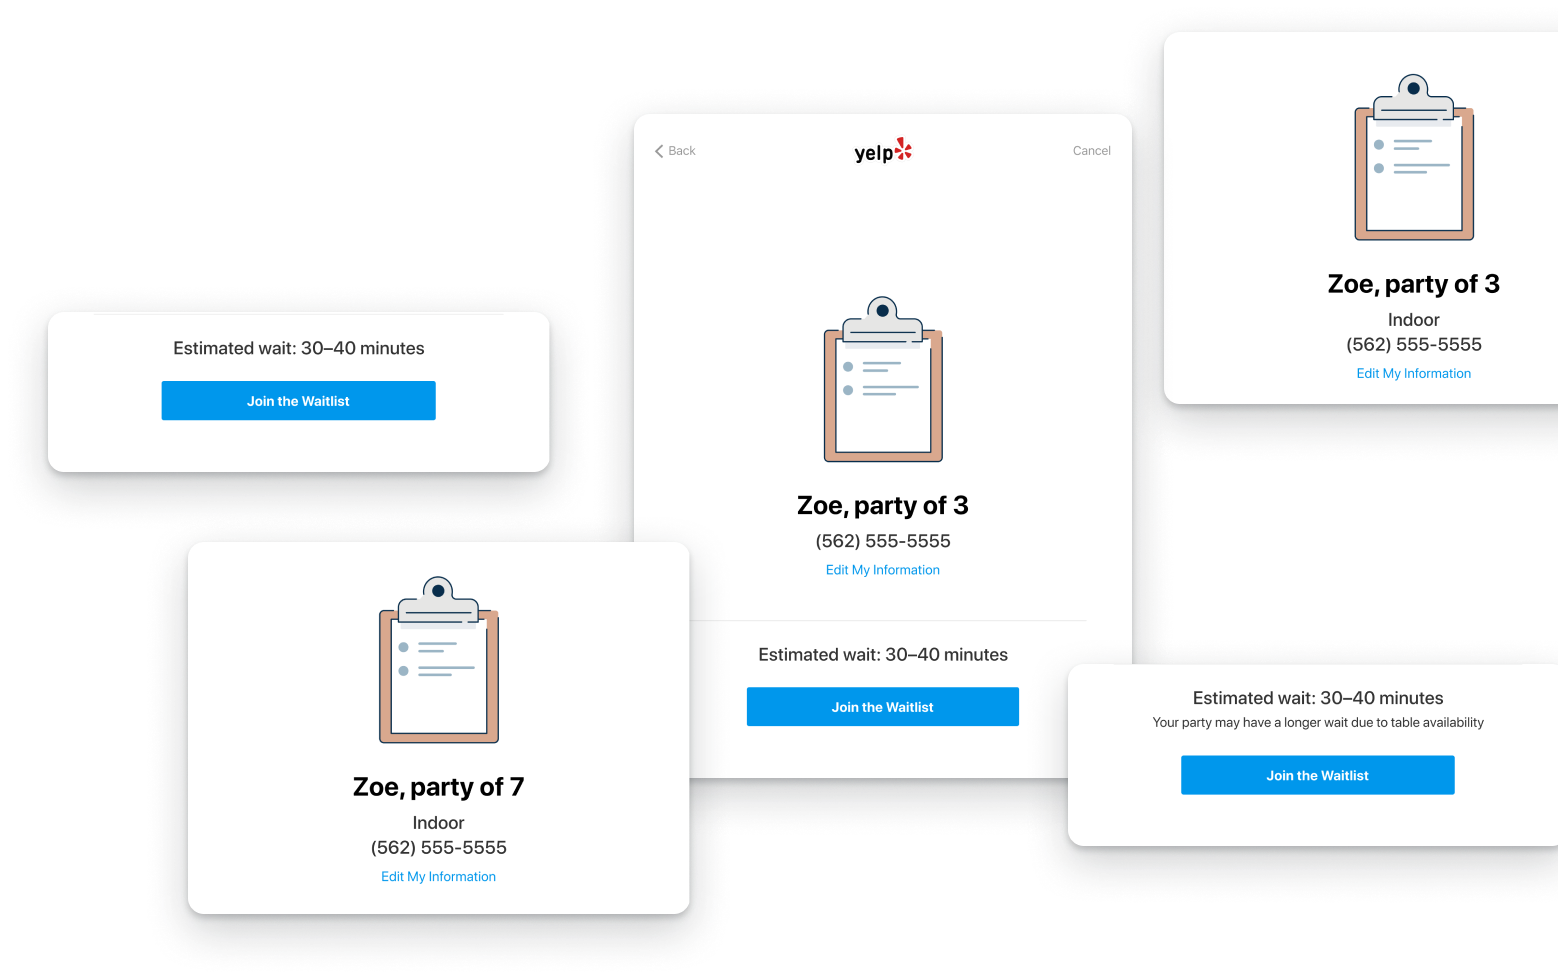 Estimated wait: 30–40 minutes
Join the Waitlist
Zoe, party of 7
Indoor
(562) 555-5555
Edit My Information
Back
yelp
Cancel
Zoe, party of 3
(562) 555-5555
Edit My Information
Estimated wait: 30–40 minutes
Join the Waitlist
Zoe, party of 3
Indoor
(562) 555-5555
Edit My Information
Estimated wait: 30–40 minutes
Your party may have a longer wait due to table availability
Join the Waitlist